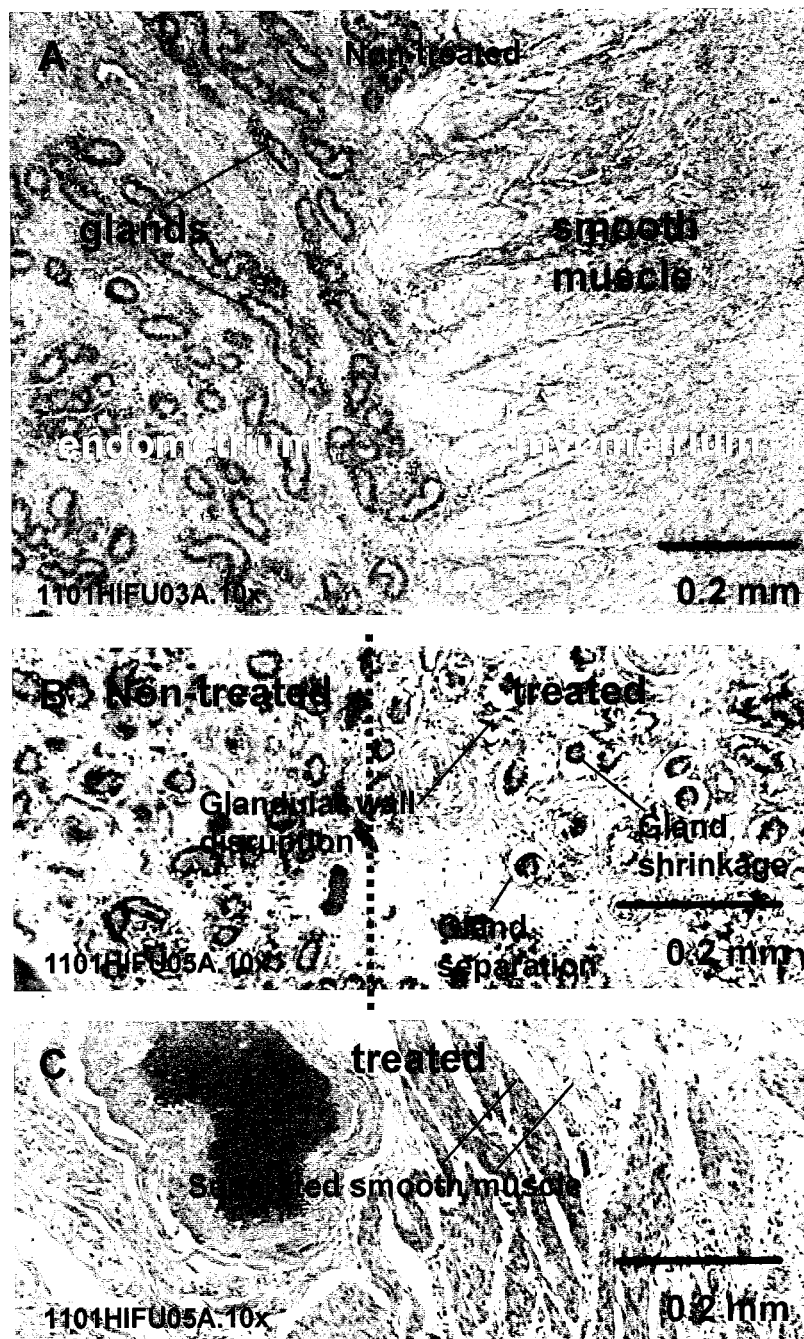 A
Non-treated
glands
smooth
muscle
endometrium
myometrium
1101HIFU03A.10x
0.2 mm
B
Non-treated
treated
Glandular wall
disruption
Gland
shrinkage
Gland
separation
1101HIFU05A.10x
0.2 mm
C
treated
Separated smooth muscle
1101HIFU05A.10x
0.2 mm